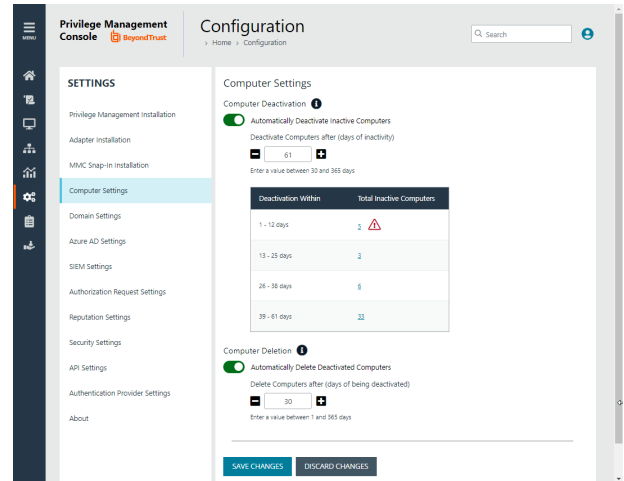 MENU
Privilege Management
Console BeyondTrust
Configuration
› Home › Configuration
Search
SETTINGS
Privilege Management Installation
Adapter Installation
MMC Snap-In Installation
Computer Settings
Domain Settings
Azure AD Settings
SIEM Settings
Authorization Request Settings
Reputation Settings
Security Settings
API Settings
Authentication Provider Settings
About
Computer Settings
Computer Deactivation
Automatically Deactivate Inactive Computers
Deactivate Computers after (days of inactivity)
61
Enter a value between 30 and 365 days
Deactivation Within Total Inactive Computers
1 - 12 days 5
13 - 25 days 3
26 - 38 days 6
39 - 61 days 33
Computer Deletion
Automatically Delete Deactivated Computers
Delete Computers after (days of being deactivated)
30
Enter a value between 1 and 365 days
SAVE CHANGES DISCARD CHANGES